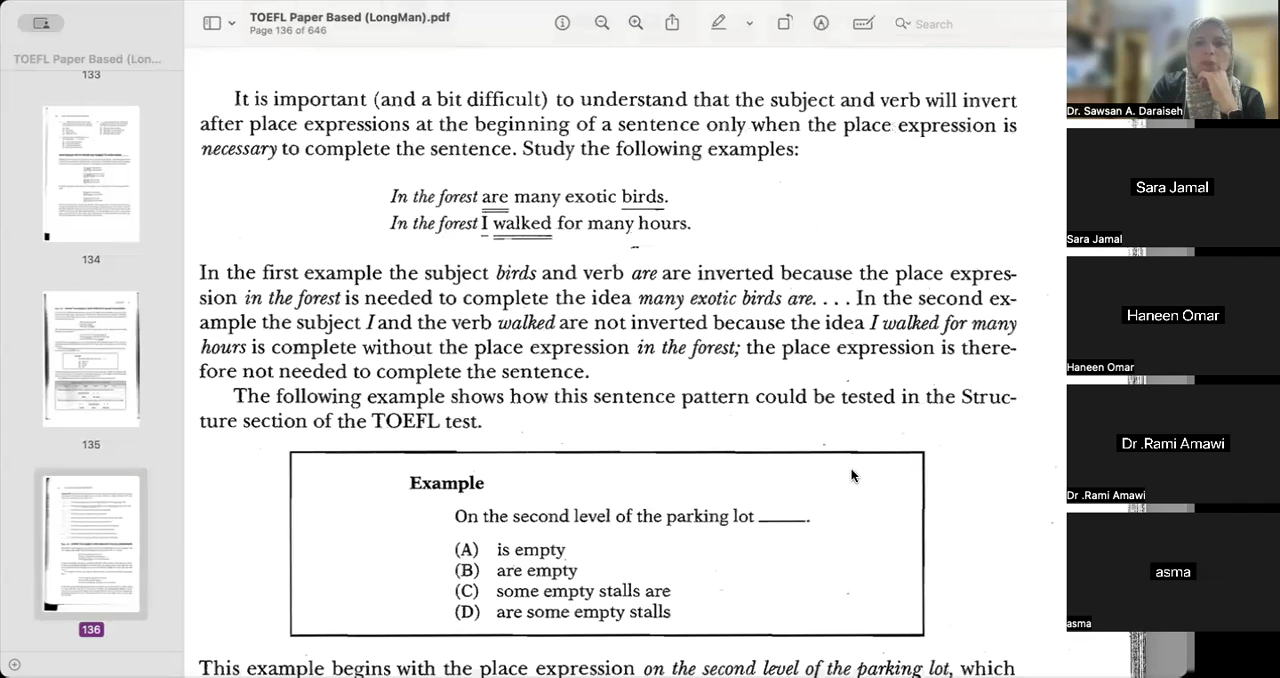 TOEFL Paper Based (LongMan).pdf
Page 136 of 646
Search
TOEFL Paper Based (Lon...
133
134
135
136
It is important (and a bit difficult) to understand that the subject and verb will invert
after place expressions at the beginning of a sentence only when the place expression is
necessary to complete the sentence. Study the following examples:
In the forest are many exotic birds.
In the forest I walked for many hours.
In the first example the subject birds and verb are are inverted because the place expres-
sion in the forest is needed to complete the idea many exotic birds are. . . . In the second ex-
ample the subject I and the verb walked are not inverted because the idea I walked for many
hours is complete without the place expression in the forest; the place expression is there-
fore not needed to complete the sentence.
The following example shows how this sentence pattern could be tested in the Struc-
ture section of the TOEFL test.
Example
On the second level of the parking lot ______.
(A) is empty
(B) are empty
(C) some empty stalls are
(D) are some empty stalls
This example begins with the place expression on the second level of the parking lot, which
Dr. Sawsan A. Daraiseh
Sara Jamal
Sara Jamal
Haneen Omar
Haneen Omar
Dr .Rami Amawi
Dr .Rami Amawi
asma
asma